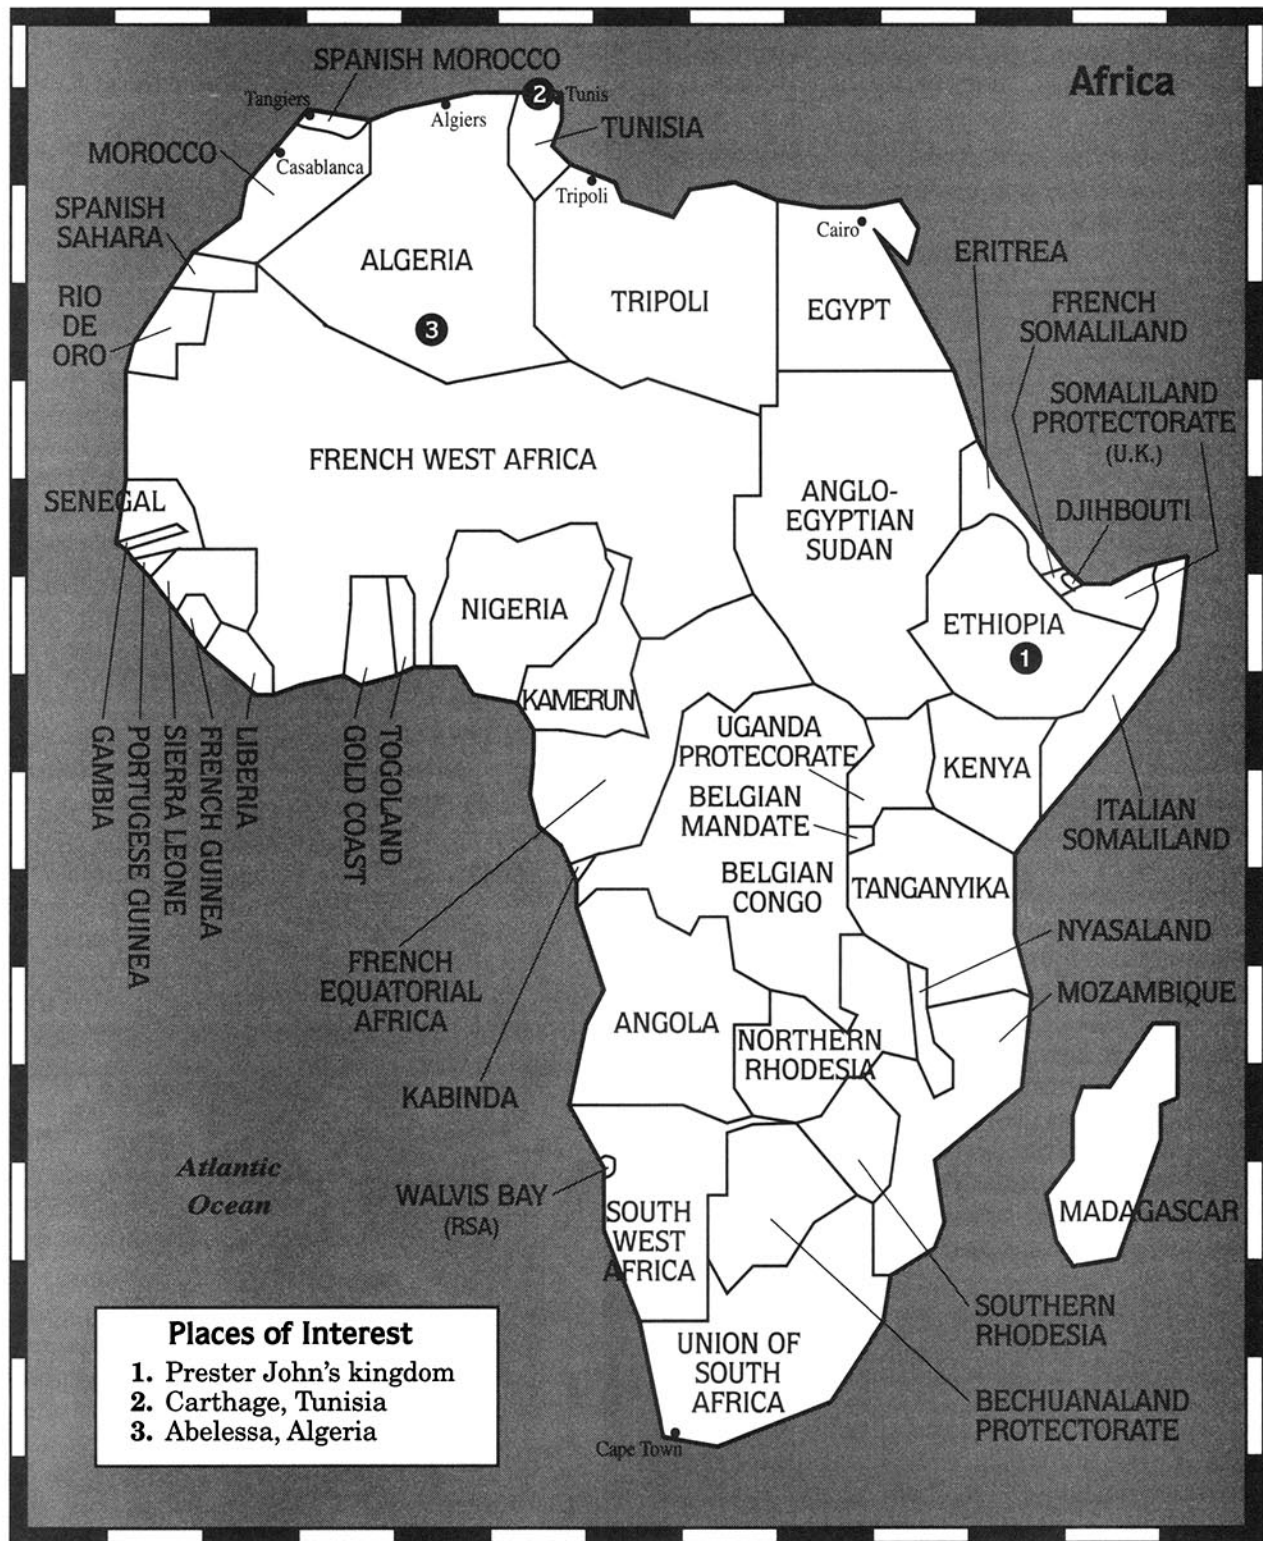 Africa
SPANISH MOROCCO
Tangiers
Algiers
2
Tunis
TUNISIA
MOROCCO
Casablanca
Tripoli
SPANISH
SAHARA
Cairo
ERITREA
ALGERIA
RIO
DE
ORO
TRIPOLI
EGYPT
FRENCH
SOMALILAND
3
SOMALILAND
PROTECTORATE
(U.K.)
FRENCH WEST AFRICA
SENEGAL
ANGLO-
EGYPTIAN
SUDAN
DJIHBOUTI
NIGERIA
ETHIOPIA
1
KAMERUN
GAMBIA
PORTUGESE GUINEA
SIERRA LEONE
FRENCH GUINEA
LIBERIA
GOLD COAST
TOGOLAND
UGANDA
PROTECORATE
KENYA
BELGIAN
MANDATE
ITALIAN
SOMALILAND
BELGIAN
CONGO
TANGANYIKA
NYASALAND
FRENCH
EQUATORIAL
AFRICA
MOZAMBIQUE
ANGOLA
NORTHERN
RHODESIA
KABINDA
Atlantic
Ocean
WALVIS BAY
(RSA)
SOUTH
WEST
AFRICA
MADAGASCAR
SOUTHERN
RHODESIA
UNION OF
SOUTH
AFRICA
BECHUANALAND
PROTECTORATE
Cape Town
Places of Interest
1. Prester John's kingdom
2. Carthage, Tunisia
3. Abelessa, Algeria